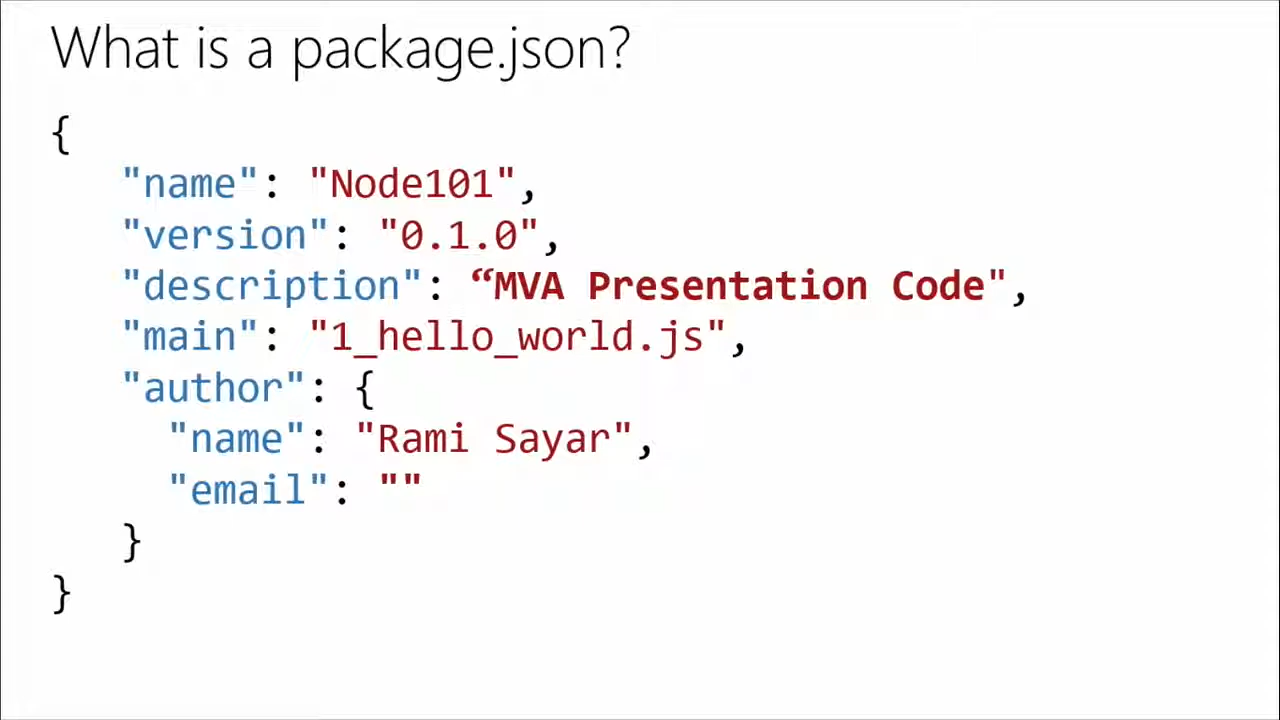 What is a package.json?
{
"name": "Node101",
"version": "0.1.0",
"description": “MVA Presentation Code",
"main": "1_hello_world.js",
"author": {
"name": "Rami Sayar",
"email": ""
}
}